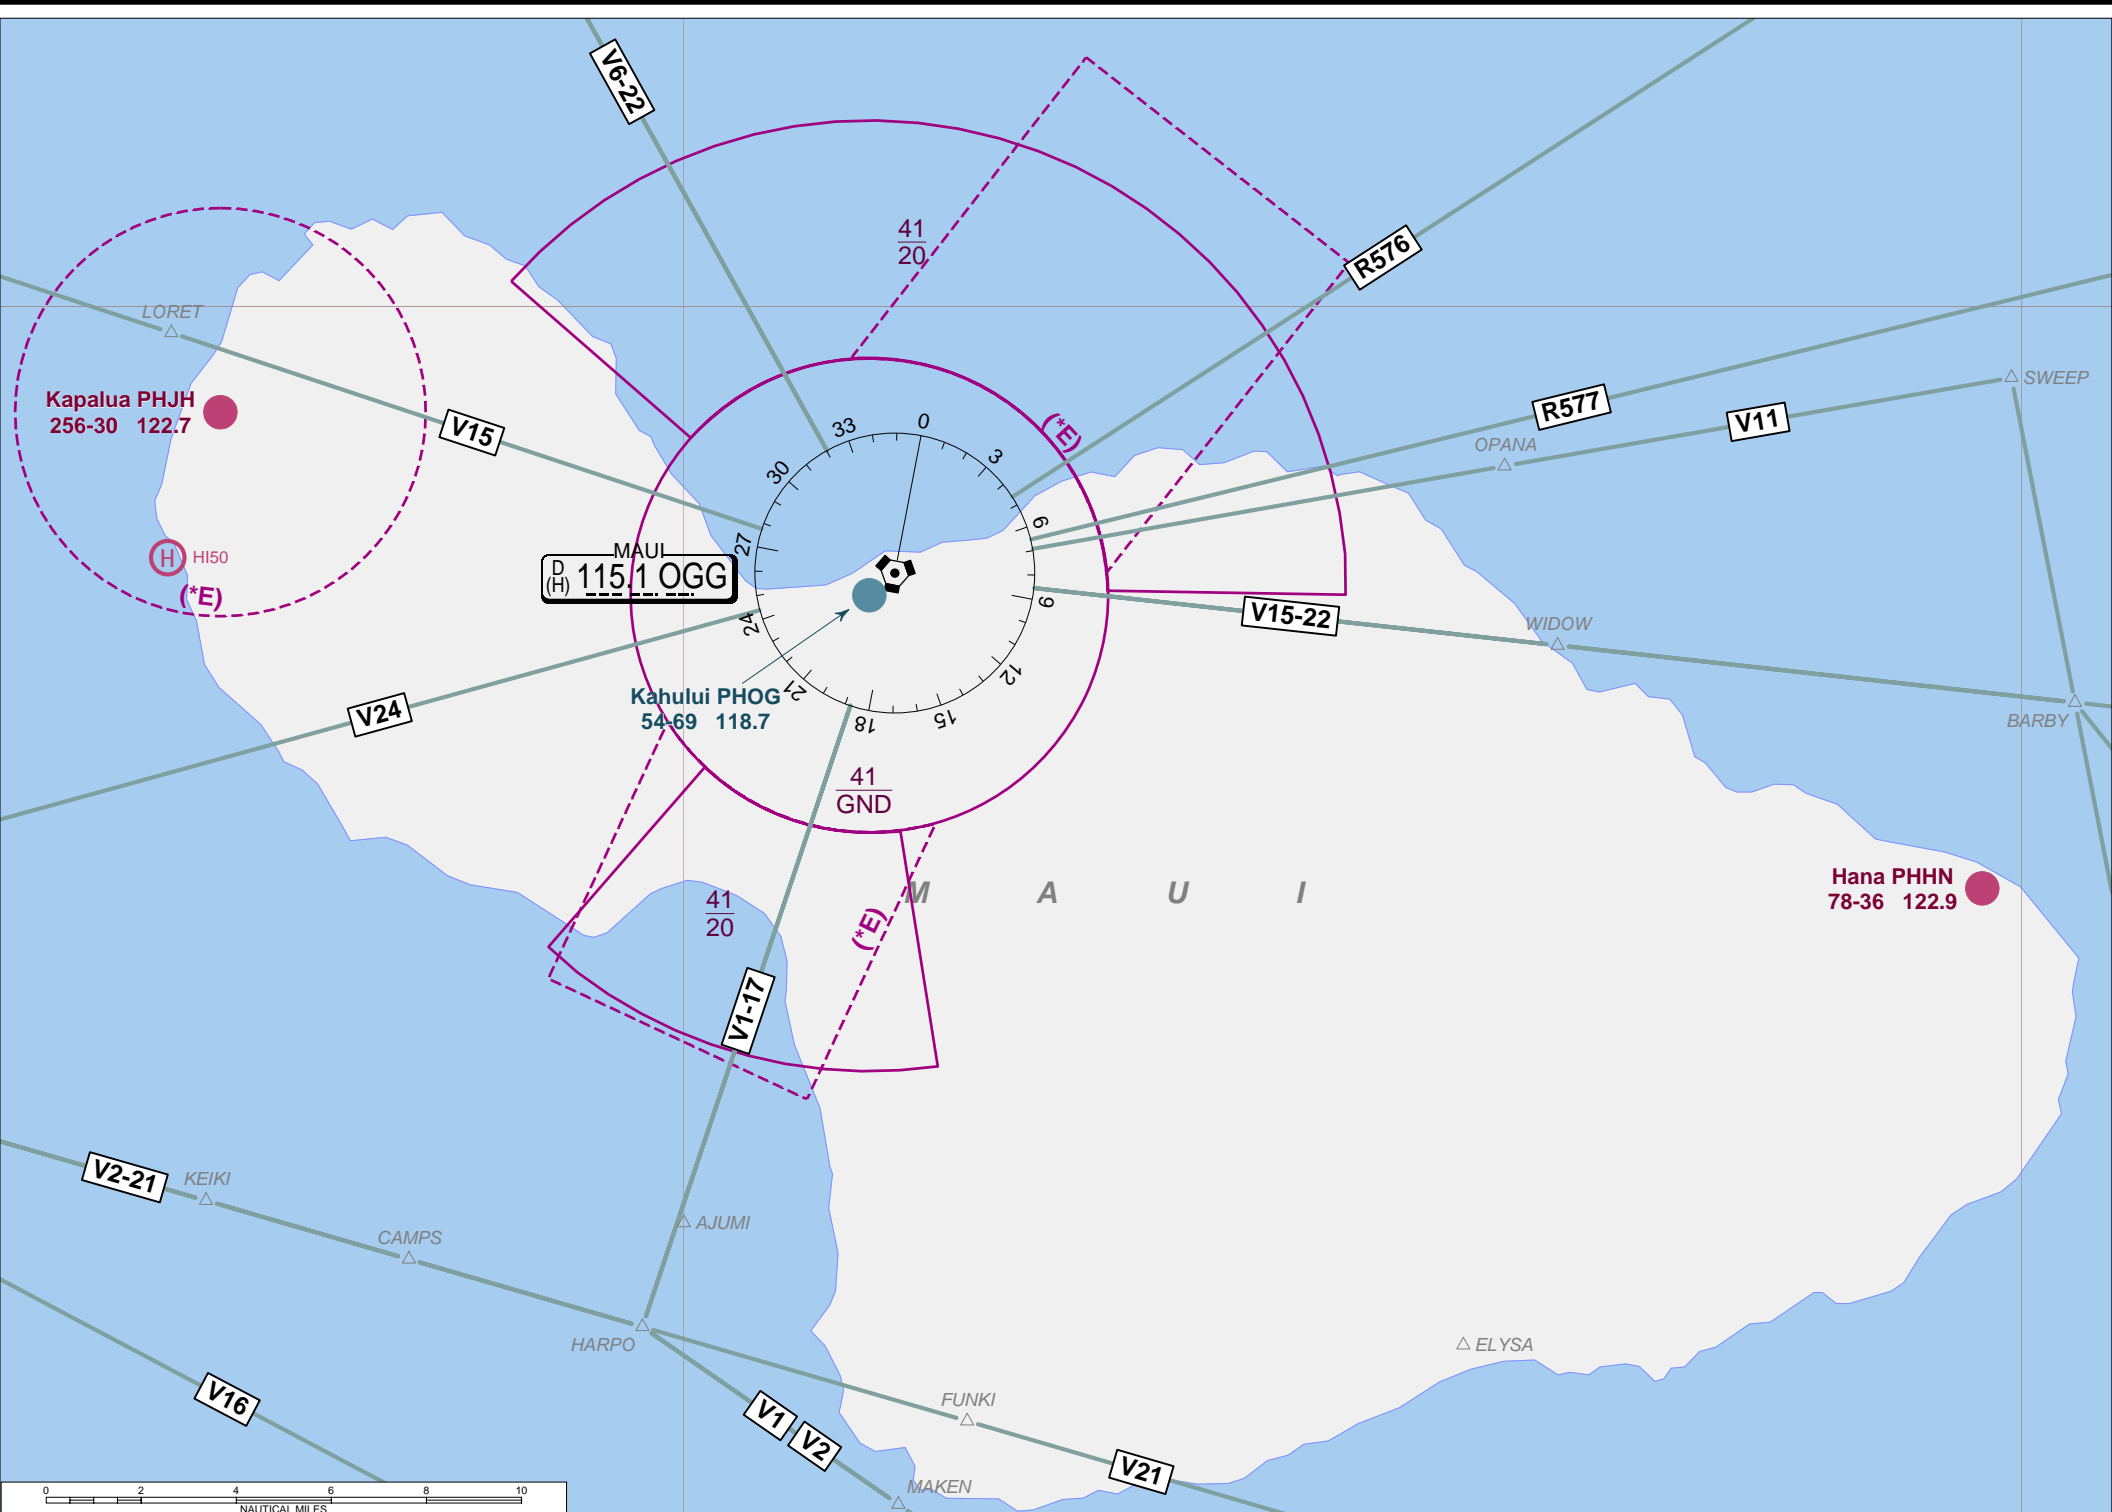 V6-22
41
20
R576
LORET
SWEEP
Kapalua PHJH
256-30 122.7
R577
V11
V15
OPANA
(*E)
0
3
6
9
12
15
18
21
24
27
30
33
MAUI
D
(H) 115.1 OGG
H HI50
(*E)
V15-22
WIDOW
V24
Kahului PHOG
54-69 118.7
BARBY
41
GND
Hana PHHN
78-36 122.9
M A U I
41
20
(*E)
V1-17
V2-21
KEIKI
AJUMI
CAMPS
HARPO
ELYSA
V16
V1
V2
FUNKI
V21
MAKEN
0 2 4 6 8 10
NAUTICAL MILES